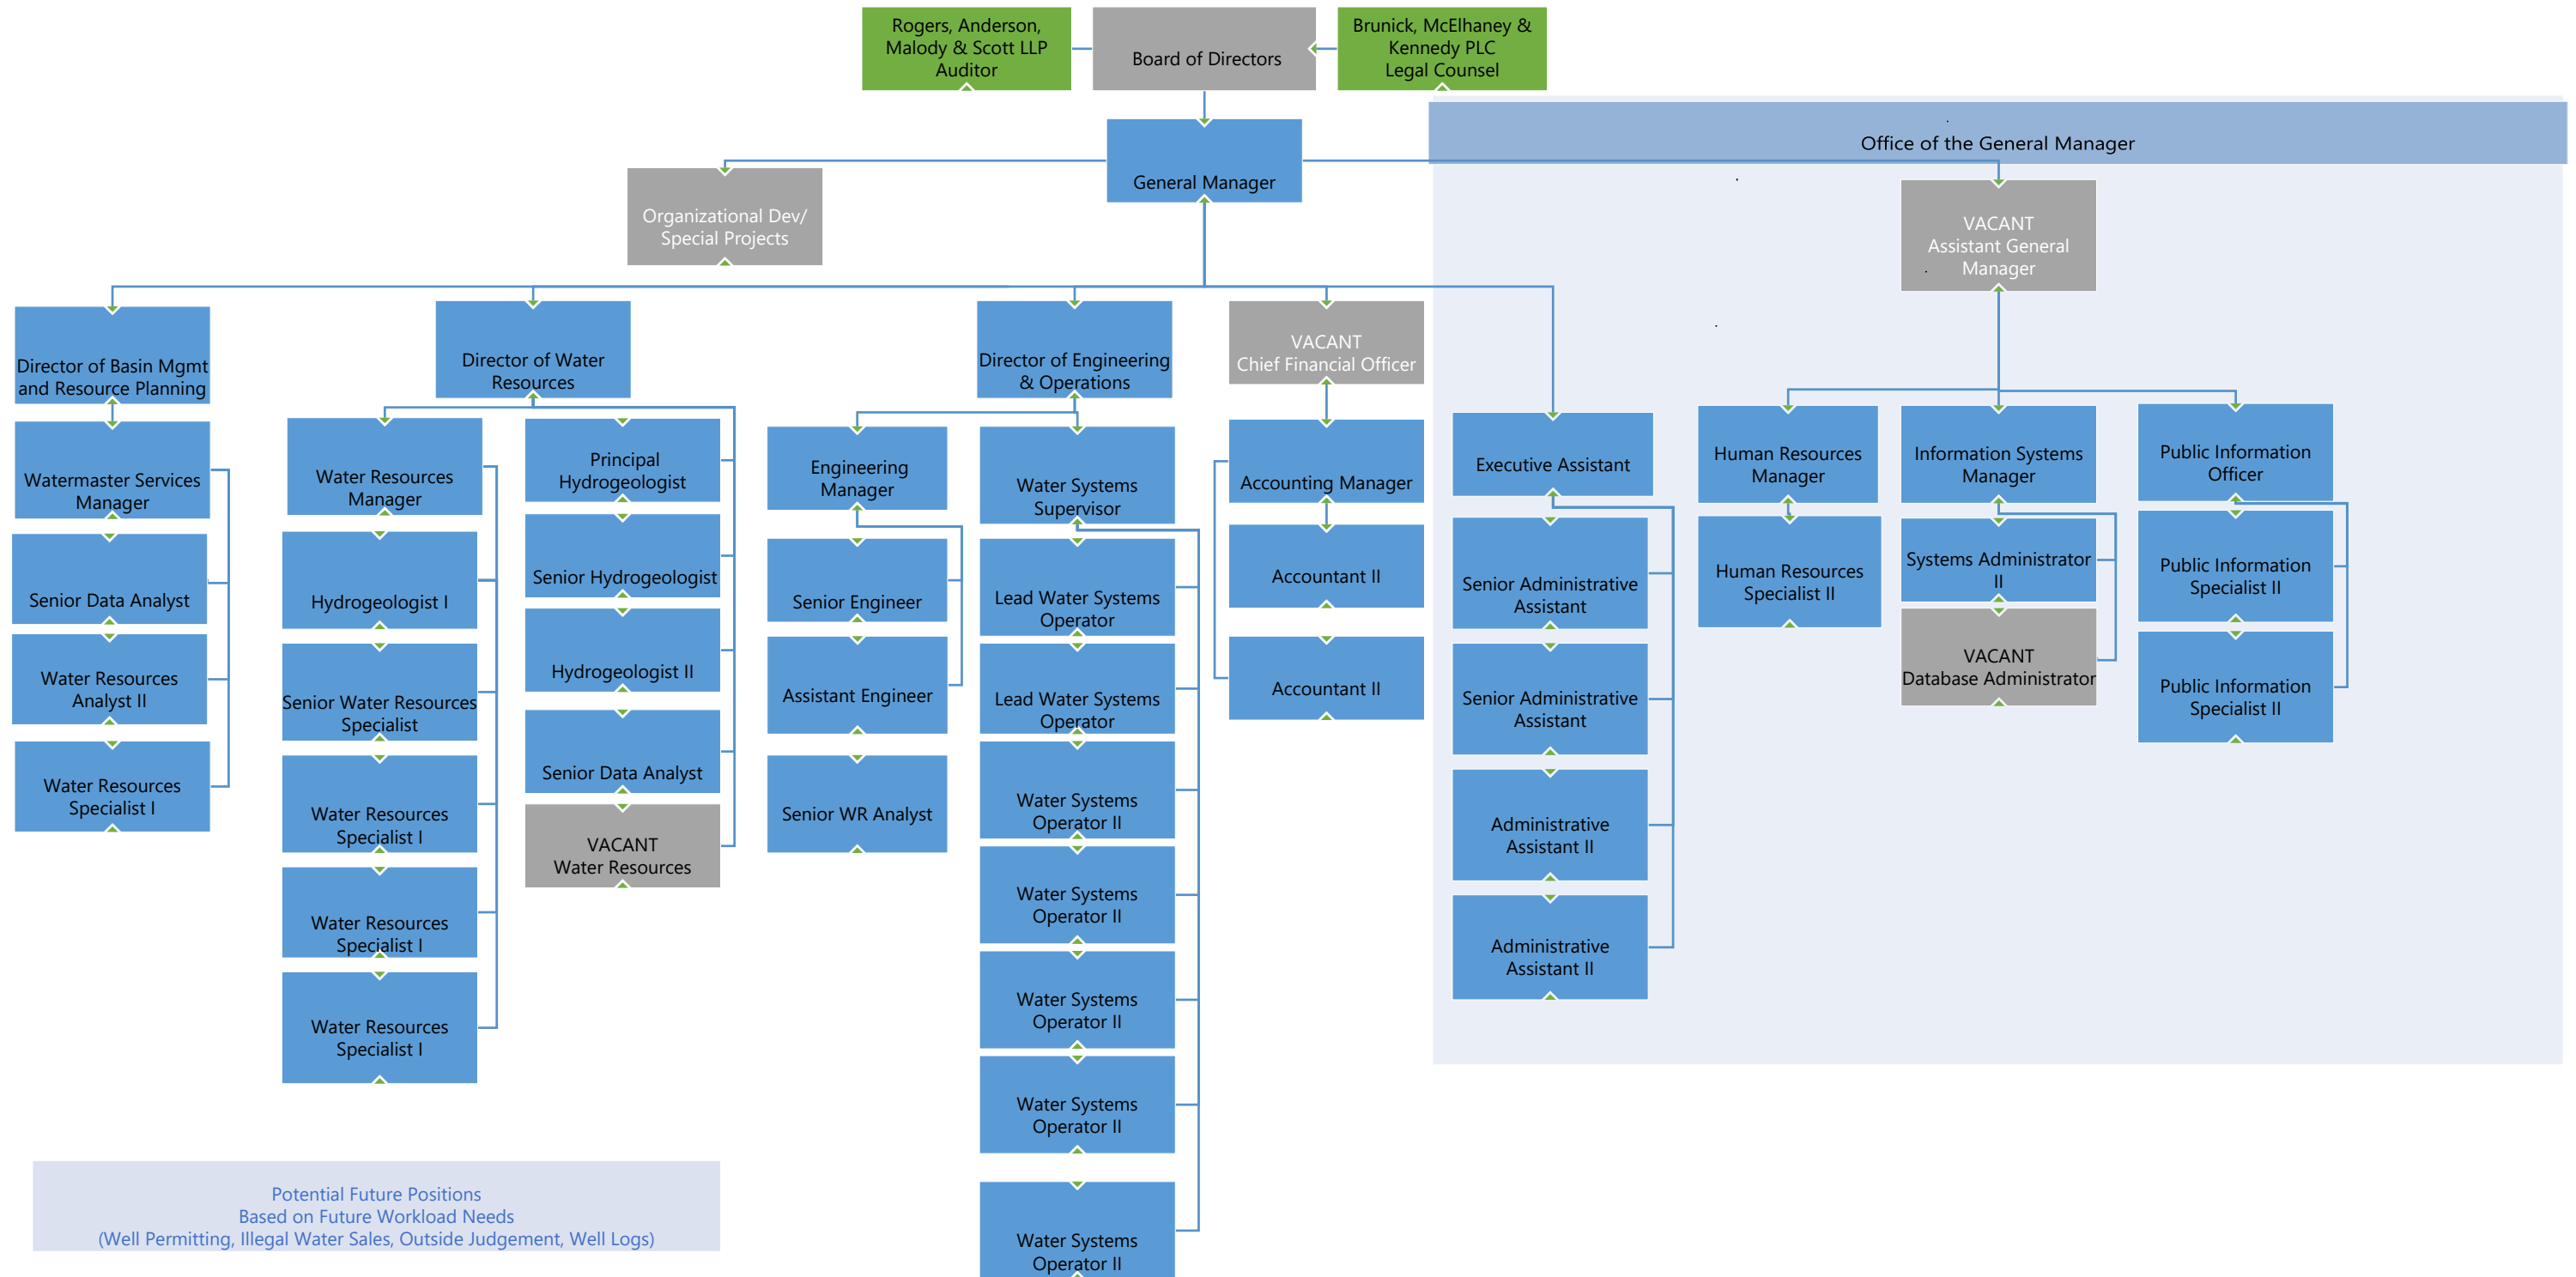 Rogers, Anderson,
Malody & Scott LLP
Auditor
Board of Directors
Brunick, McElhaney &
Kennedy PLC
Legal Counsel
Office of the General Manager
General Manager
Organizational Dev/
Special Projects
VACANT
Assistant General
Manager
Director of Basin Mgmt
and Resource Planning
Director of Water
Resources
Director of Engineering
& Operations
VACANT
Chief Financial Officer
Watermaster Services
Manager
Senior Data Analyst
Water Resources
Analyst II
Water Resources
Specialist I
Water Resources
Manager
Hydrogeologist I
Senior Water Resources
Specialist
Water Resources
Specialist I
Water Resources
Specialist I
Water Resources
Specialist I
Principal
Hydrogeologist
Senior Hydrogeologist
Hydrogeologist II
Senior Data Analyst
VACANT
Water Resources
Engineering
Manager
Senior Engineer
Assistant Engineer
Senior WR Analyst
Water Systems
Supervisor
Lead Water Systems
Operator
Lead Water Systems
Operator
Water Systems
Operator II
Water Systems
Operator II
Water Systems
Operator II
Water Systems
Operator II
Water Systems
Operator II
Accounting Manager
Accountant II
Accountant II
Executive Assistant
Senior Administrative
Assistant
Senior Administrative
Assistant
Administrative
Assistant II
Administrative
Assistant II
Human Resources
Manager
Human Resources
Specialist II
Information Systems
Manager
Systems Administrator
II
VACANT
Database Administrator
Public Information
Officer
Public Information
Specialist II
Public Information
Specialist II
Potential Future Positions
Based on Future Workload Needs
(Well Permitting, Illegal Water Sales, Outside Judgement, Well Logs)